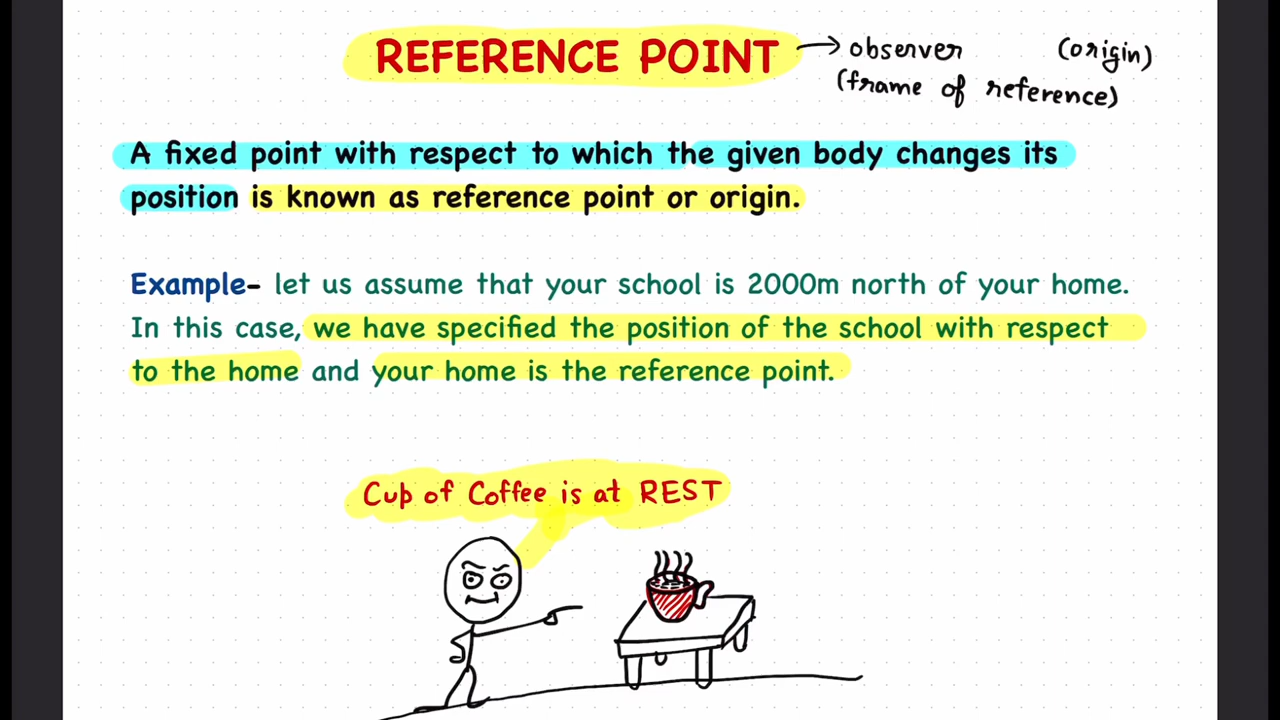 REFERENCE POINT → observer (origin)
(frame of reference)
A fixed point with respect to which the given body changes its
position is known as reference point or origin.
Example- let us assume that your school is 2000m north of your home.
In this case, we have specified the position of the school with respect
to the home and your home is the reference point.
Cup of Coffee is at REST